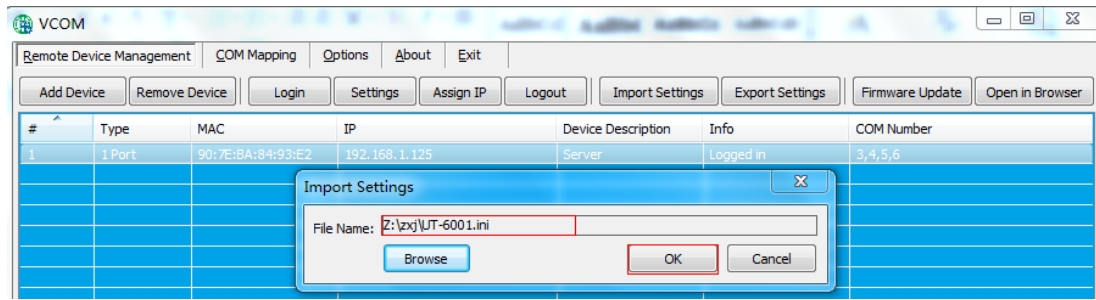 VCOM
Remote Device Management COM Mapping Options About Exit
Add Device Remove Device Login Settings Assign IP Logout Import Settings Export Settings Firmware Update Open in Browser
# Type MAC IP Device Description Info COM Number
1 1 Port 90:7E:BA:84:93:E2 192.168.1.125 Server Logged in 3,4,5,6
Import Settings
File Name: Z:\zxj\UT-6001.ini
Browse OK Cancel